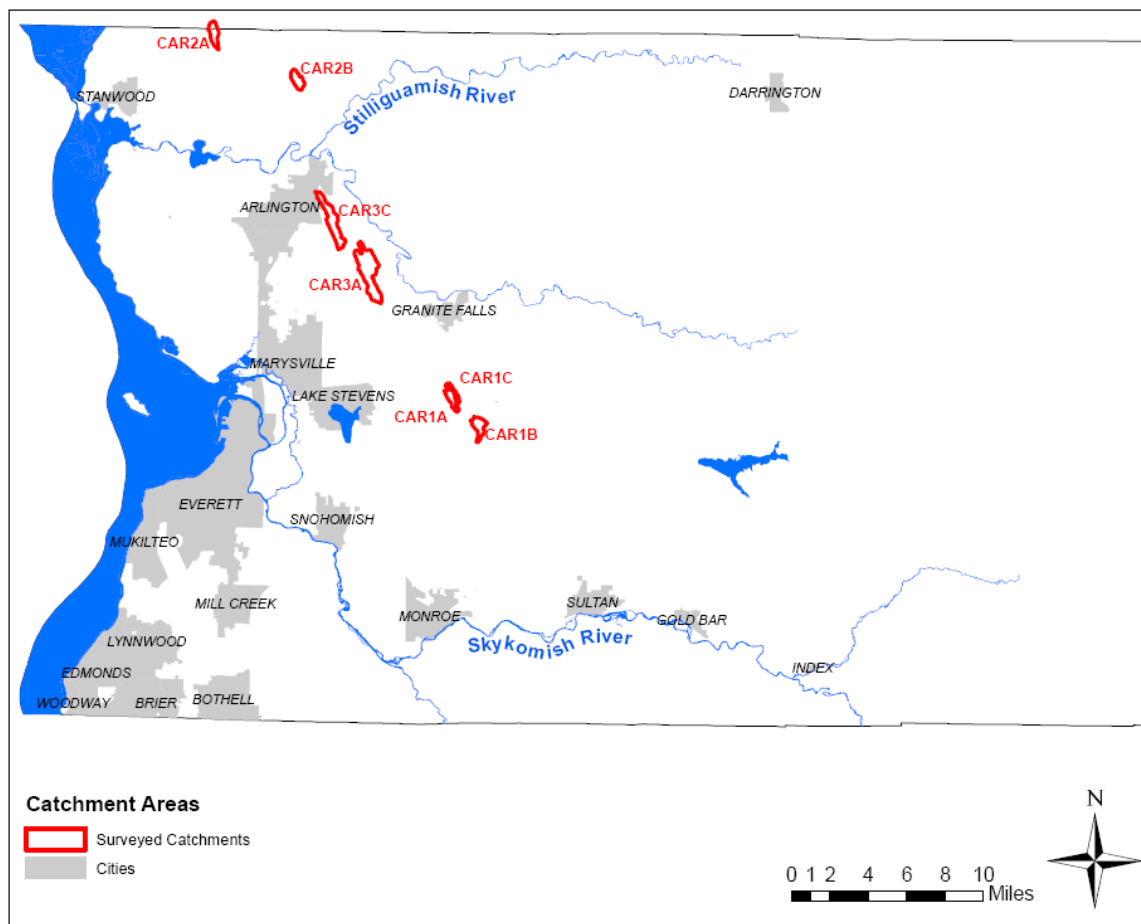 CAR2A
CAR2B
STANWOOD
Stilliguamish River
DARRINGTON
ARLINGTON
CAR3C
CAR3A
GRANITE FALLS
MARYSVILLE
LAKE STEVENS
CAR1C
CAR1A
CAR1B
EVERETT
SNOHOMISH
MUKILTEO
MILL CREEK
MONROE
SULTAN
GOLD BAR
LYNNWOOD
Skykomish River
EDMONDS
INDEX
WOODWAY
BRIER
BOTHELL
Catchment Areas
Surveyed Catchments
Cities
N
0 1 2 4 6 8 10
Miles